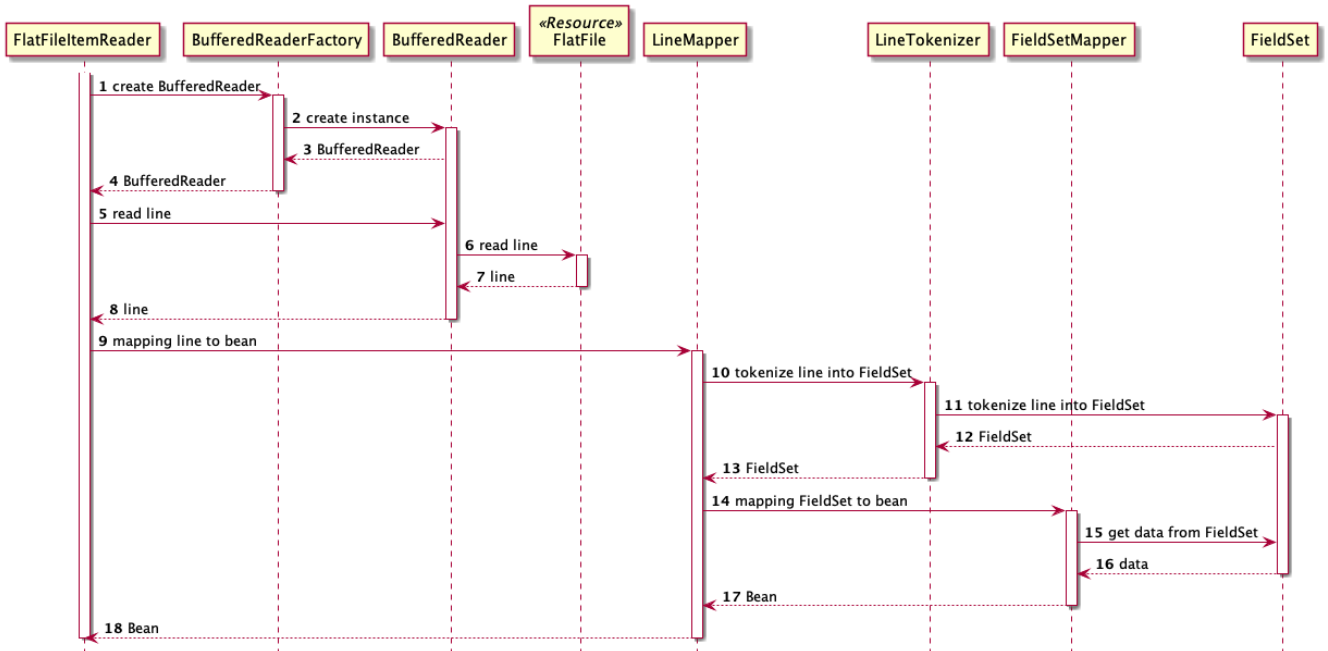 «Resource»
FlatFileItemReader BufferedReaderFactory BufferedReader FlatFile LineMapper LineTokenizer FieldSetMapper FieldSet
1 create BufferedReader
2 create instance
3 BufferedReader
4 BufferedReader
5 read line
6 read line
7 line
8 line
9 mapping line to bean
10 tokenize line into FieldSet
11 tokenize line into FieldSet
12 FieldSet
13 FieldSet
14 mapping FieldSet to bean
15 get data from FieldSet
16 data
17 Bean
18 Bean